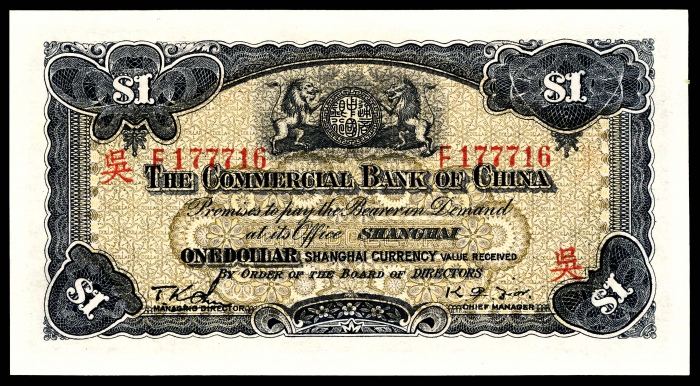 $1 $1
吳 F177716 F177716
THE COMMERCIAL BANK OF CHINA
Promises to pay the Bearer on Demand
at its Office SHANGHAI
ONE DOLLAR SHANGHAI CURRENCY VALUE RECEIVED
BY ORDER OF THE BOARD OF DIRECTORS
吳
MANAGING DIRECTOR CHIEF MANAGER
$1 $1